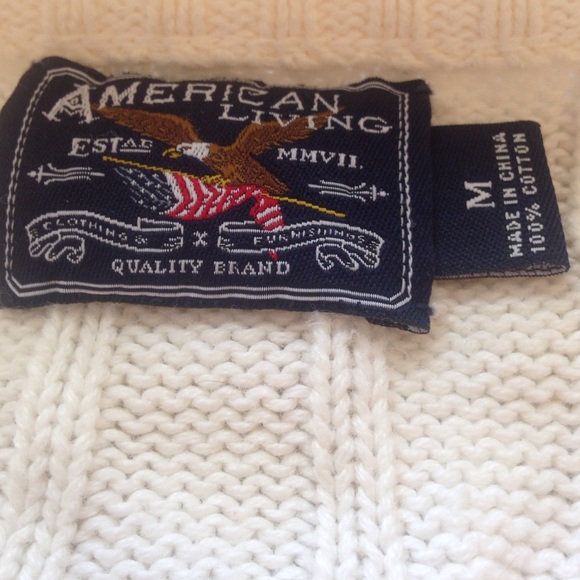 AMERICAN
LIVING
ESTAB MMVII.
CLOTHING & X FURNISHINGS
QUALITY BRAND
M
MADE IN CHINA
100% COTTON